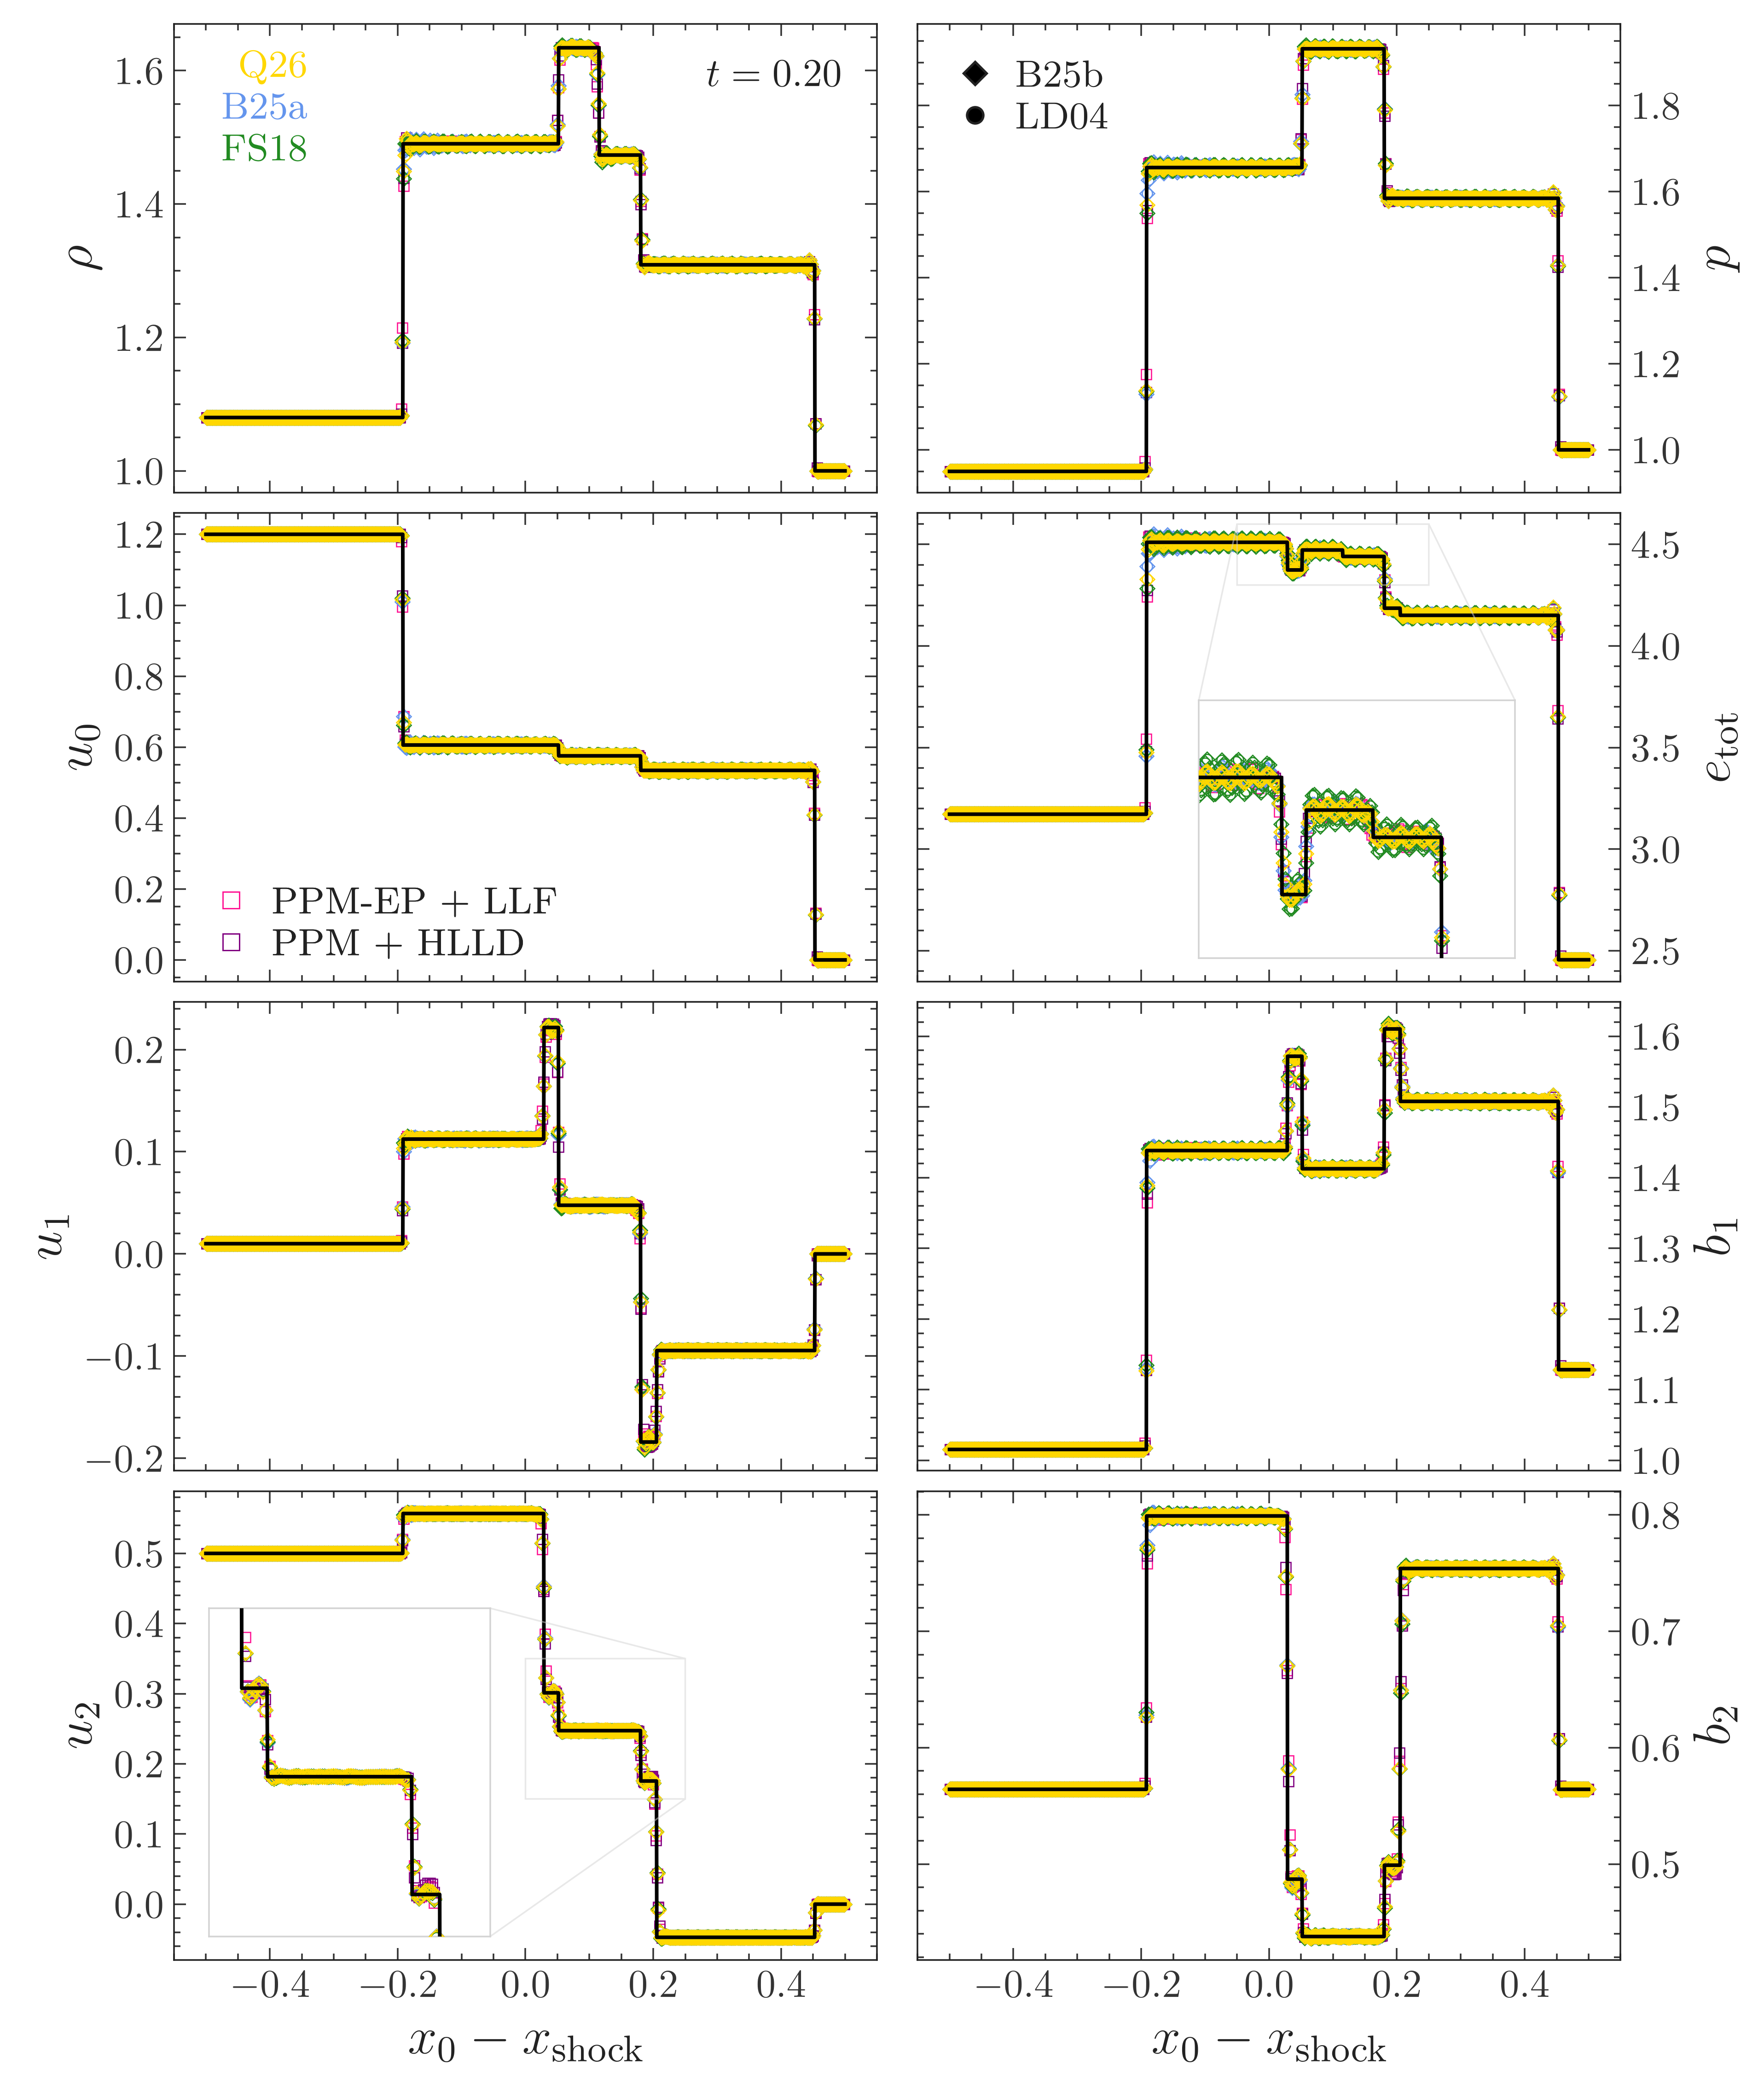 Q26
B25a
FS18
t = 0.20
1.6
1.4
1.2
1.0
ρ
B25b
LD04
1.8
1.6
1.4
1.2
1.0
p
1.2
1.0
0.8
0.6
0.4
0.2
0.0
u₀
PPM-EP + LLF
PPM + HLLD
4.5
4.0
3.5
3.0
2.5
e_tot
0.2
0.1
0.0
−0.1
−0.2
u₁
1.6
1.5
1.4
1.3
1.2
1.1
1.0
b₁
0.5
0.4
0.3
0.2
0.1
0.0
u₂
0.8
0.7
0.6
0.5
b₂
−0.4 −0.2 0.0 0.2 0.4
−0.4 −0.2 0.0 0.2 0.4
x₀ − x_shock
x₀ − x_shock